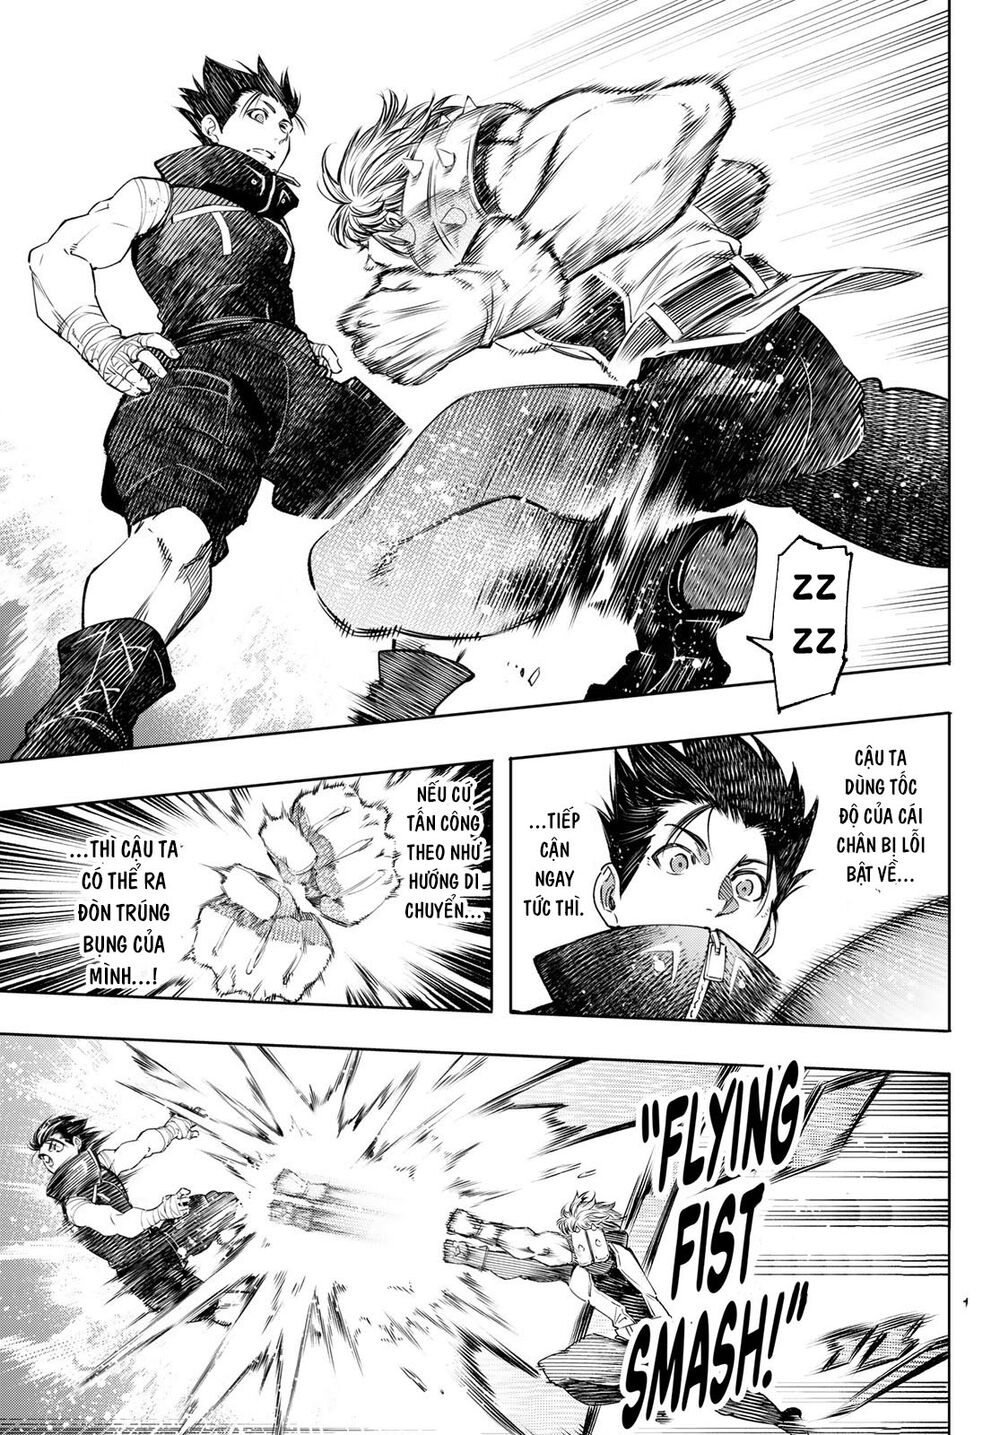 ZZ
ZZ
CẬU TA
DÙNG TỐC
ĐỘ CỦA CÁI
CHÂN BỊ LỖI
BẬT VỀ...
...TIẾP
CẬN
NGAY
TỨC THÌ.
NẾU CỨ
TẤN CÔNG
THEO NHƯ
HƯỚNG DI
CHUYỂN...
...THÌ CẬU TA
CÓ THỂ RA
ĐÒN TRÚNG
BỤNG CỦA
MÌNH...!
"FLYING
FIST
SMASH!"